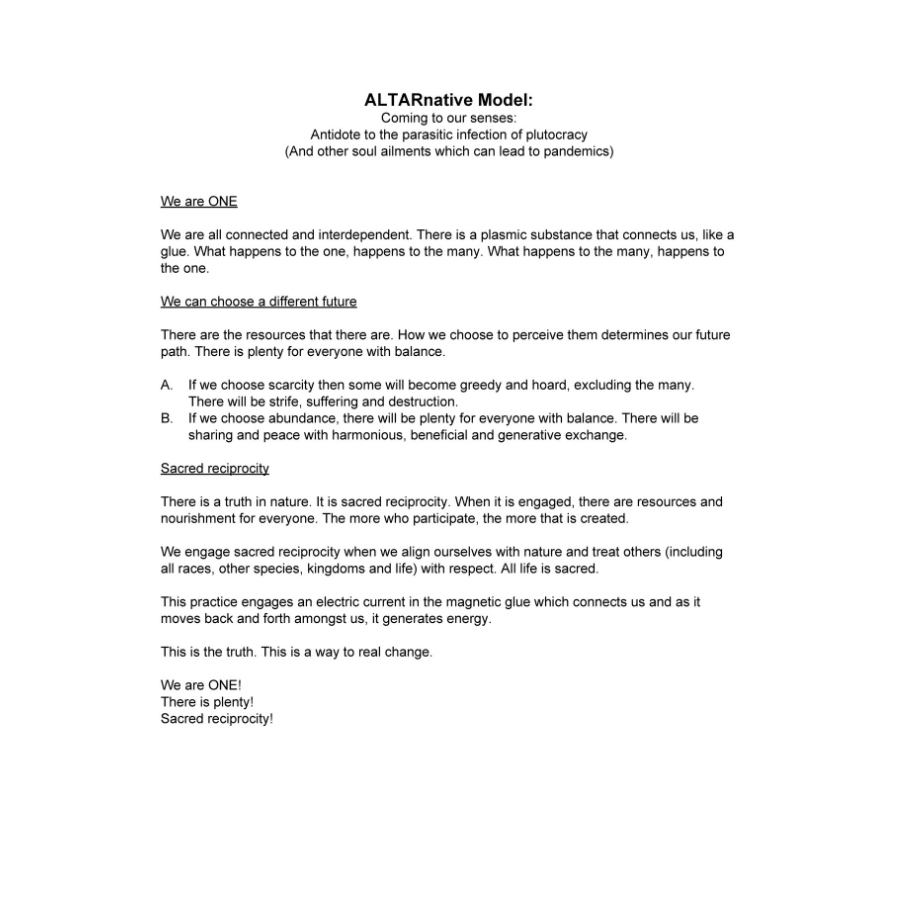 ALTARnative Model:
Coming to our senses:
Antidote to the parasitic infection of plutocracy
(And other soul ailments which can lead to pandemics)
We are ONE
We are all connected and interdependent. There is a plasmic substance that connects us, like a
glue. What happens to the one, happens to the many. What happens to the many, happens to
the one.
We can choose a different future
There are the resources that there are. How we choose to perceive them determines our future
path. There is plenty for everyone with balance.
A. If we choose scarcity then some will become greedy and hoard, excluding the many.
There will be strife, suffering and destruction.
B. If we choose abundance, there will be plenty for everyone with balance. There will be
sharing and peace with harmonious, beneficial and generative exchange.
Sacred reciprocity
There is a truth in nature. It is sacred reciprocity. When it is engaged, there are resources and
nourishment for everyone. The more who participate, the more that is created.
We engage sacred reciprocity when we align ourselves with nature and treat others (including
all races, other species, kingdoms and life) with respect. All life is sacred.
This practice engages an electric current in the magnetic glue which connects us and as it
moves back and forth amongst us, it generates energy.
This is the truth. This is a way to real change.
We are ONE!
There is plenty!
Sacred reciprocity!